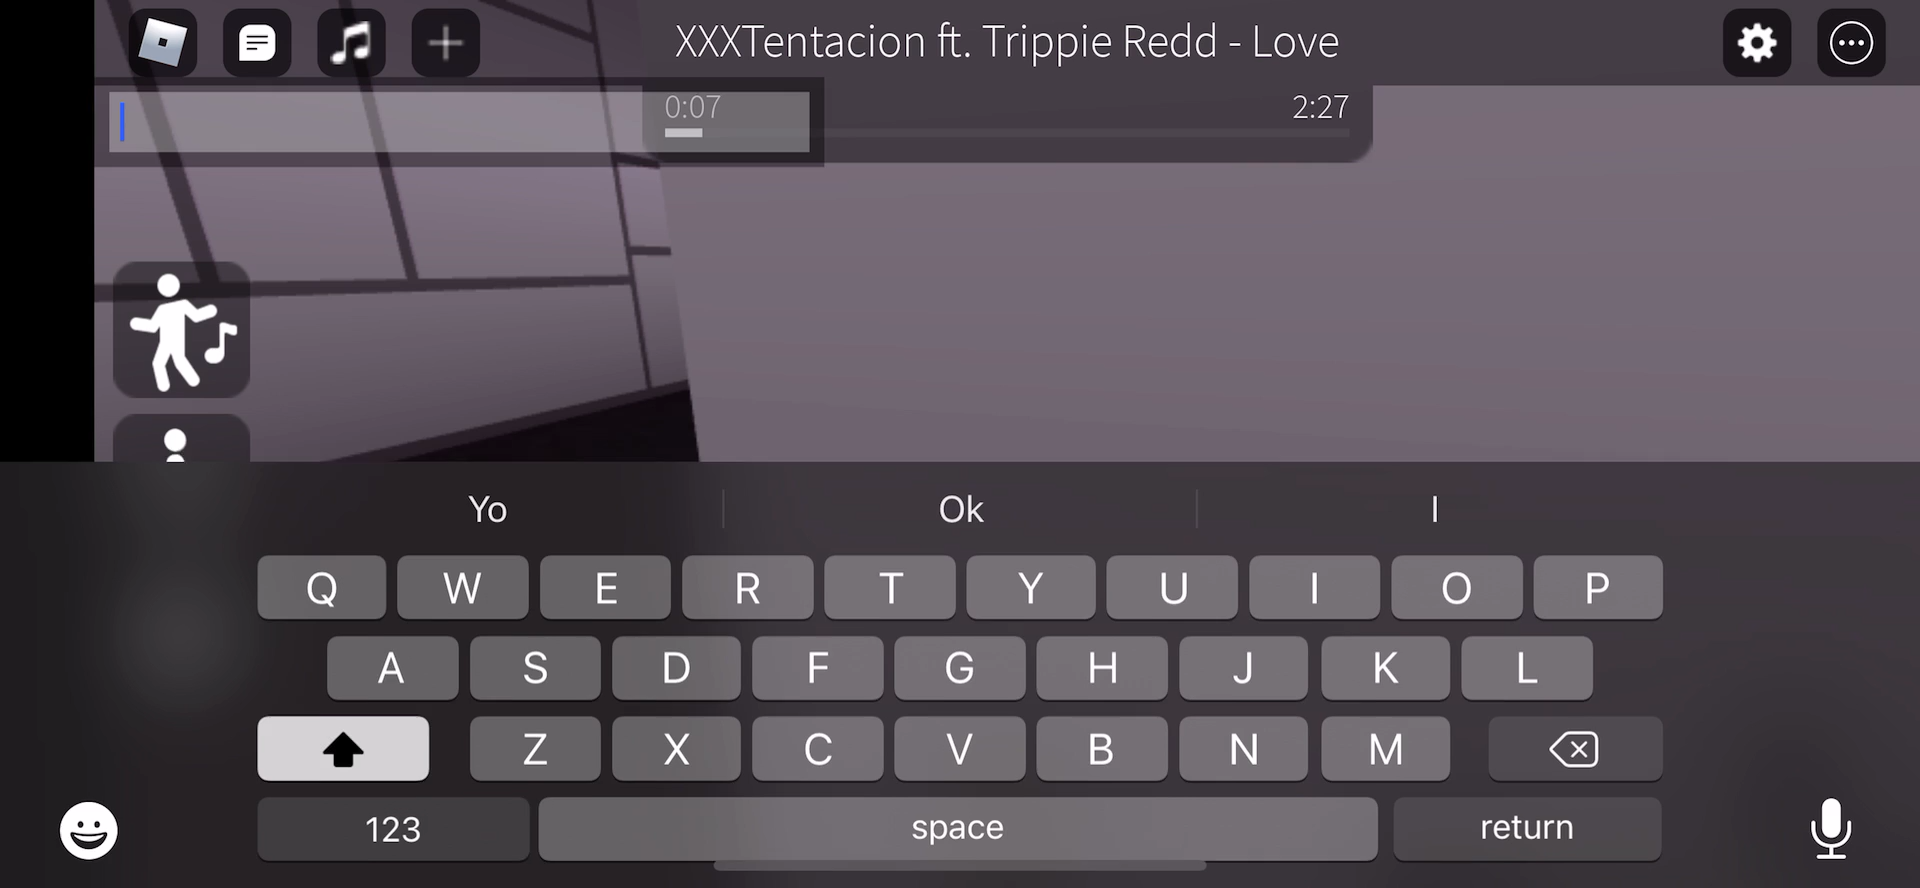 XXXTentacion ft. Trippie Redd - Love
0:07 2:27
Yo Ok I
Q W E R T Y U I O P
A S D F G H J K L
Z X C V B N M
123 space return